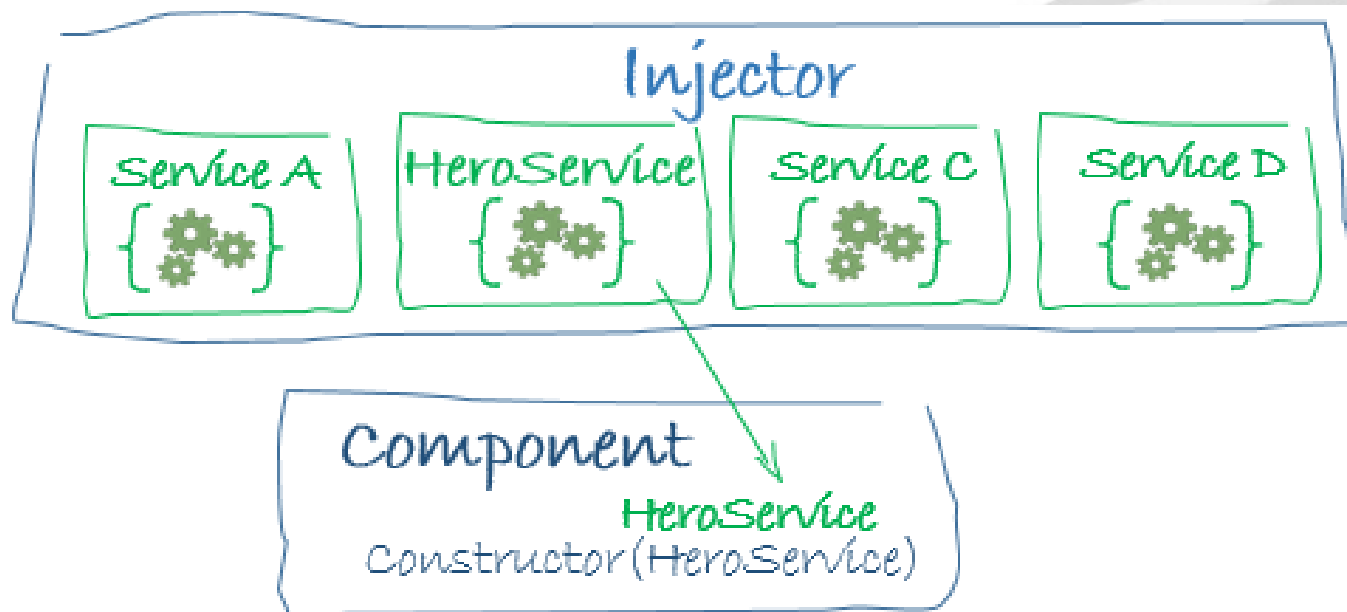 Injector
Service A
HeroService
Service C
Service D
Component
HeroService
Constructor(HeroService)